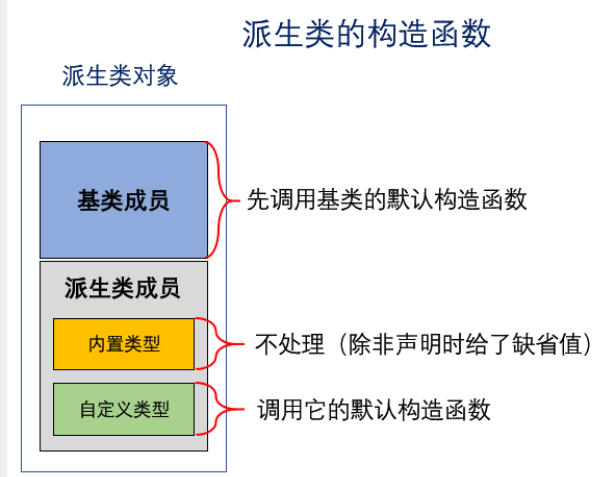 派生类的构造函数
派生类对象
基类成员
先调用基类的默认构造函数
派生类成员
内置类型
不处理（除非声明时给了缺省值）
自定义类型
调用它的默认构造函数